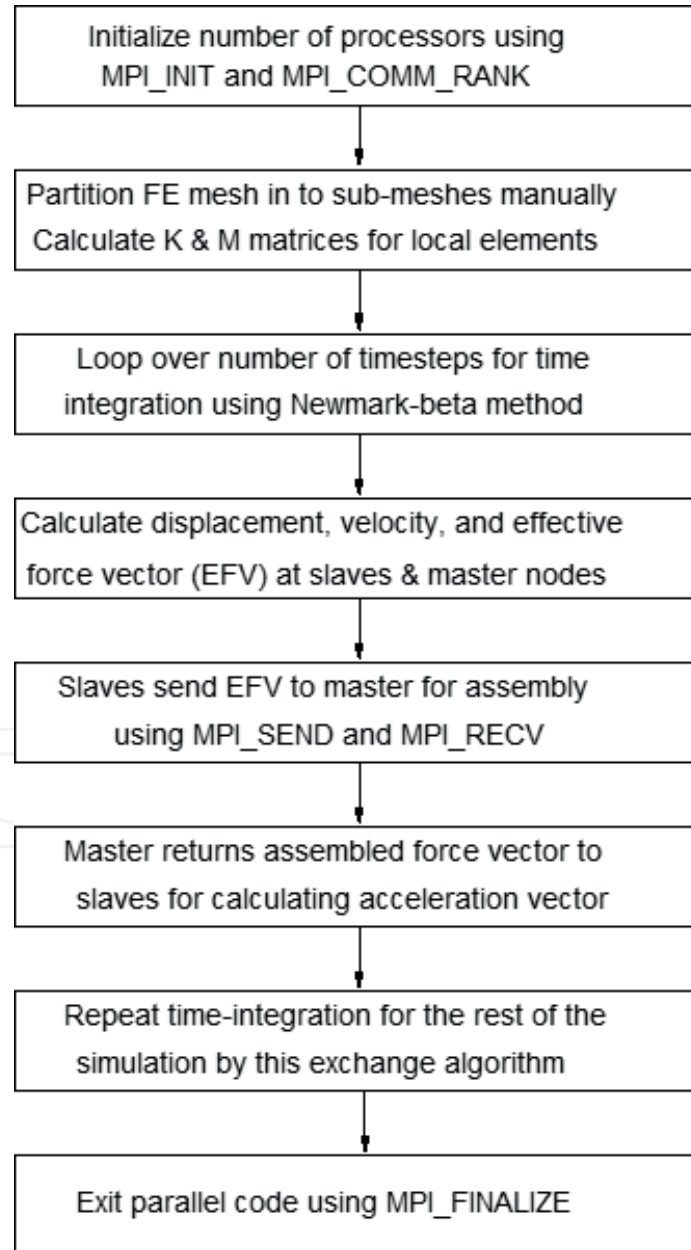 Initialize number of processors using
MPI_INIT and MPI_COMM_RANK
Partition FE mesh in to sub-meshes manually
Calculate K & M matrices for local elements
Loop over number of timesteps for time
integration using Newmark-beta method
Calculate displacement, velocity, and effective
force vector (EFV) at slaves & master nodes
Slaves send EFV to master for assembly
using MPI_SEND and MPI_RECV
Master returns assembled force vector to
slaves for calculating acceleration vector
Repeat time-integration for the rest of the
simulation by this exchange algorithm
Exit parallel code using MPI_FINALIZE